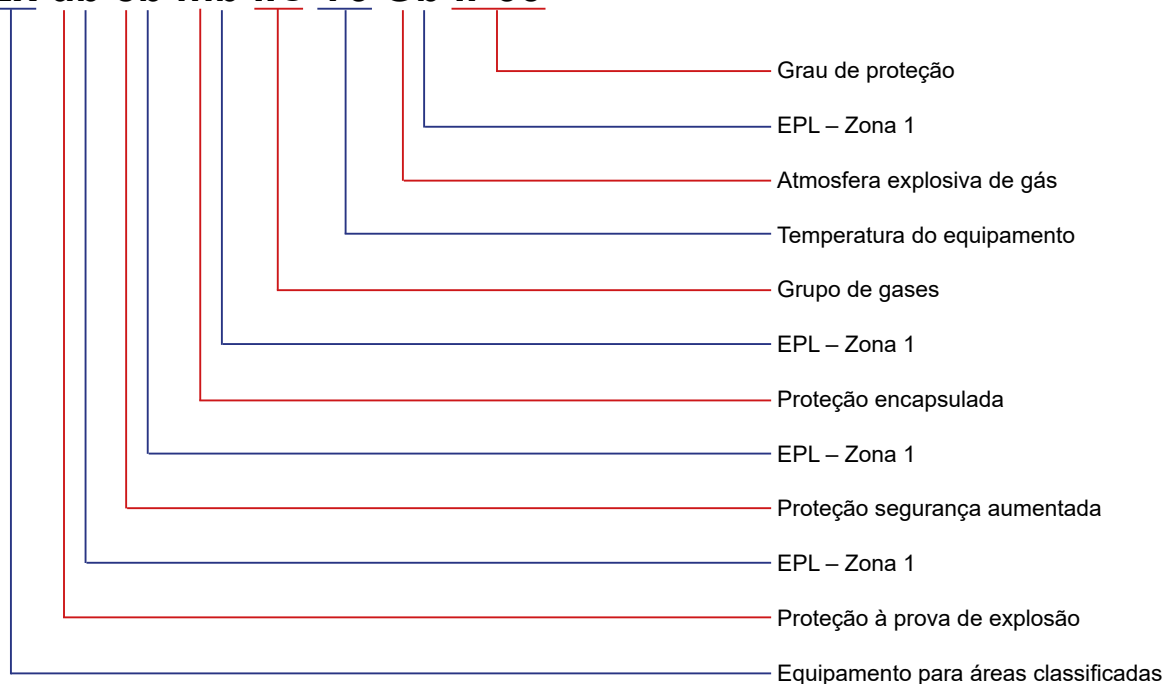 Grau de proteção
EPL – Zona 1
Atmosfera explosiva de gás
Temperatura do equipamento
Grupo de gases
EPL – Zona 1
Proteção encapsulada
EPL – Zona 1
Proteção segurança aumentada
EPL – Zona 1
Proteção à prova de explosão
Equipamento para áreas classificadas